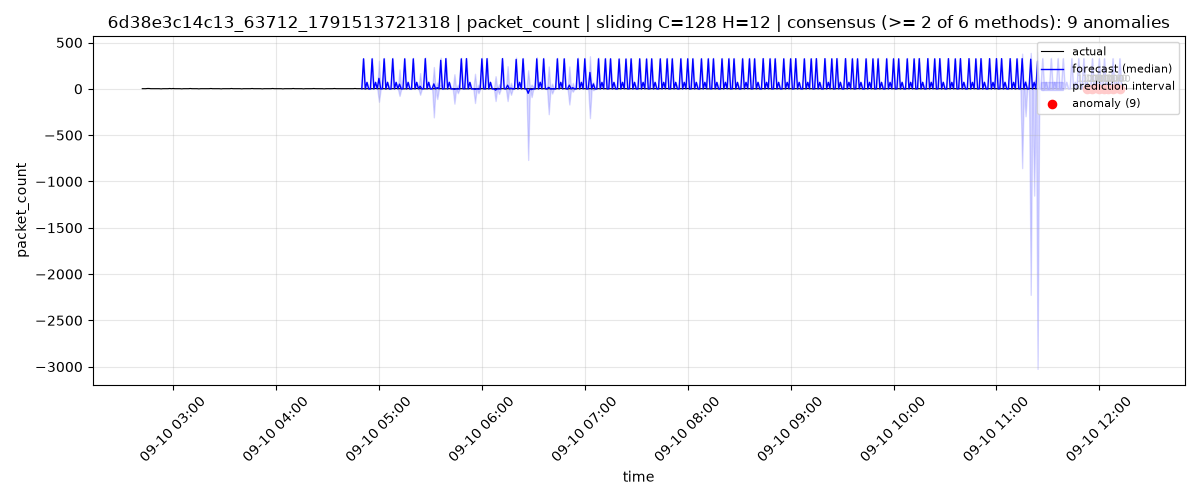 6d38e3c14c13_63712_1791513721318 | packet_count | sliding C=128 H=12 | consensus (>= 2 of 6 methods): 9 anomalies
packet_count
500
0
−500
−1000
−1500
−2000
−2500
−3000
actual
forecast (median)
prediction interval
anomaly (9)
09-10 03:00
09-10 04:00
09-10 05:00
09-10 06:00
09-10 07:00
09-10 08:00
09-10 09:00
09-10 10:00
09-10 11:00
09-10 12:00
time